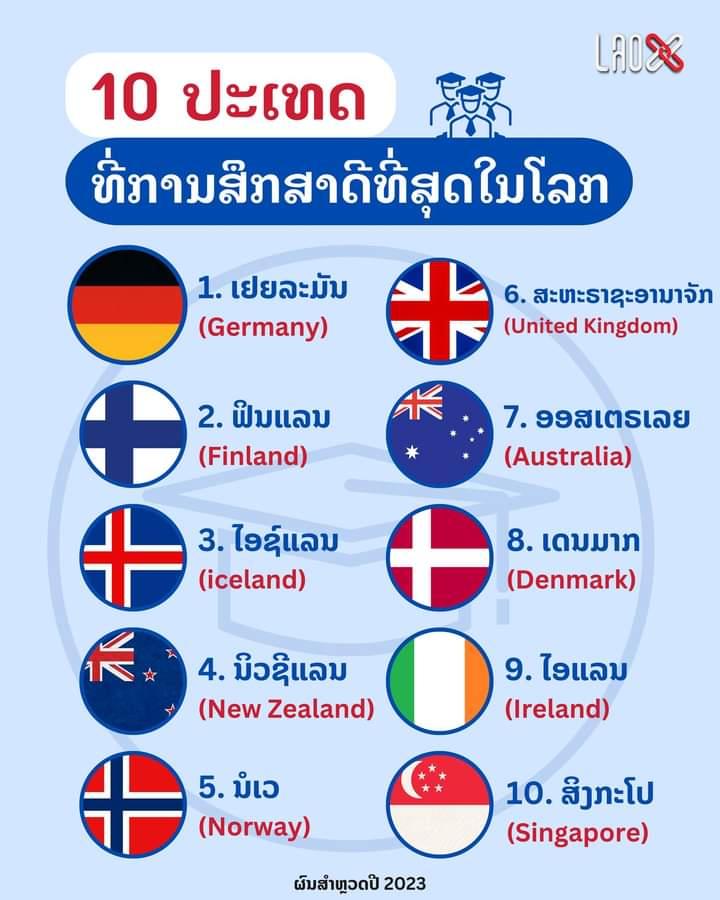 LAOX
10 ປະເທດ
ທີ່ການສຶກສາດີທີ່ສຸດໃນໂລກ
1. ເຢຍລະມັນ
(Germany)
2. ຟິນແລນ
(Finland)
3. ໄອຊ໌ແລນ
(iceland)
4. ນິວຊີແລນ
(New Zealand)
5. ນໍເວ
(Norway)
6. ສະຫະຣາຊະອານາຈັກ
(United Kingdom)
7. ອອສເຕຣເລຍ
(Australia)
8. ເດນມາກ
(Denmark)
9. ໄອແລນ
(Ireland)
10. ສິງກະໂປ
(Singapore)
ຜົນສຳຫຼວດປີ 2023